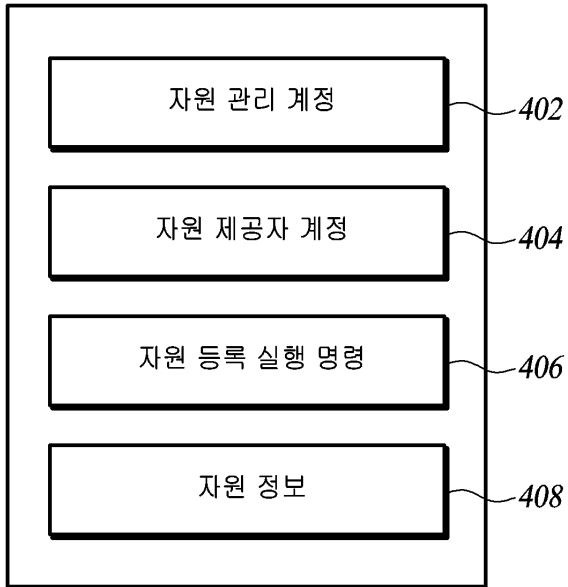 자원 관리 계정
402
자원 제공자 계정
404
자원 등록 실행 명령
406
자원 정보
408